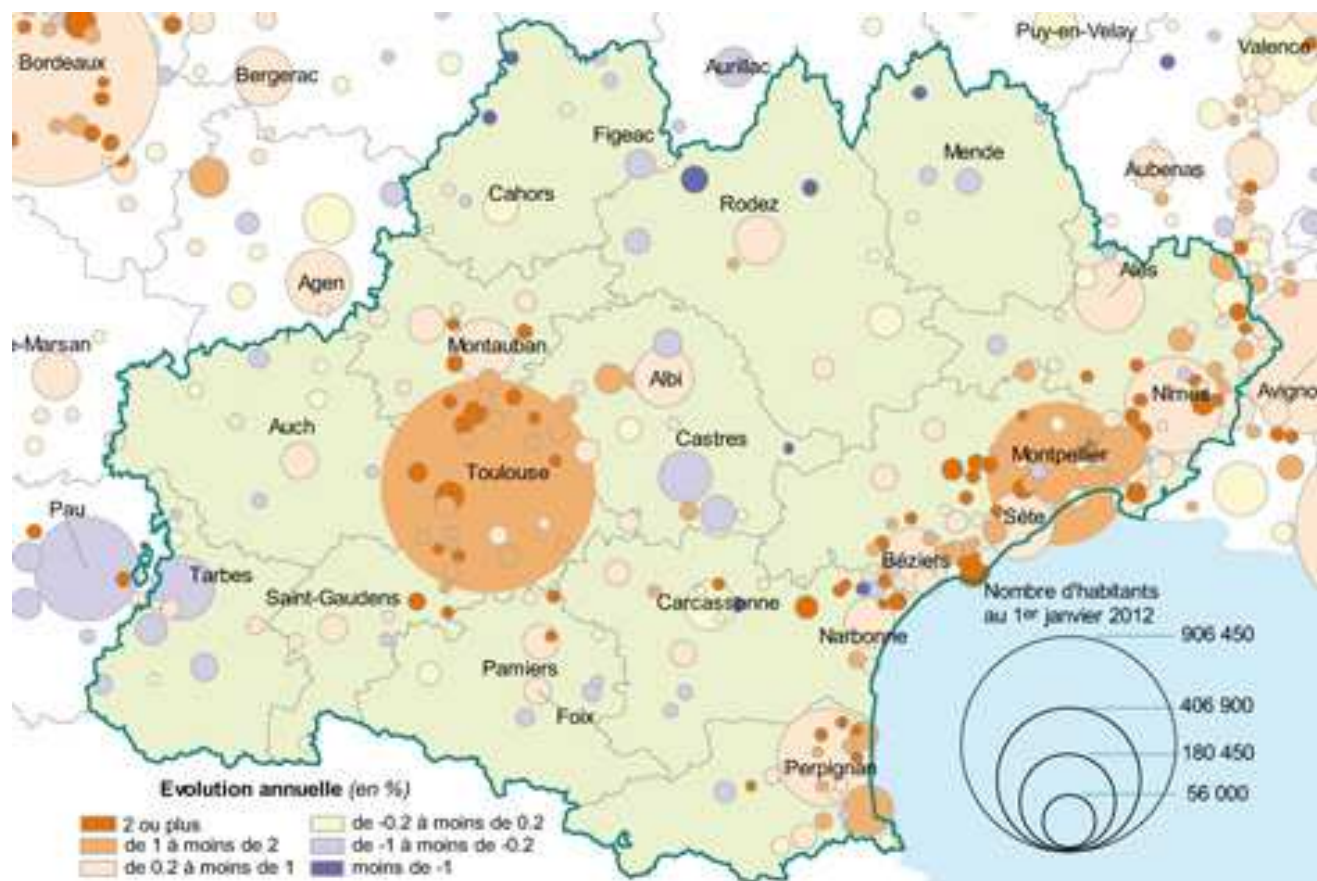 Puy-en-Velay
Valence
Bordeaux
Aurillac
Bergerac
Figeac
Mende
Aubenas
Cahors
Rodez
Agen
Alès
e-Marsan
Montauban
Albi
Nîmes
Avigno
Auch
Castres
Toulouse
Montpellier
Pau
Sète
Béziers
Tarbes
Saint-Gaudens
Carcassonne
Narbonne
Pamiers
Foix
Perpignan
Nombre d'habitants
au 1er janvier 2012
906 450
406 900
180 450
56 000
Evolution annuelle (en %)
2 ou plus
de 1 à moins de 2
de 0.2 à moins de 1
de -0.2 à moins de 0.2
de -1 à moins de -0.2
moins de -1